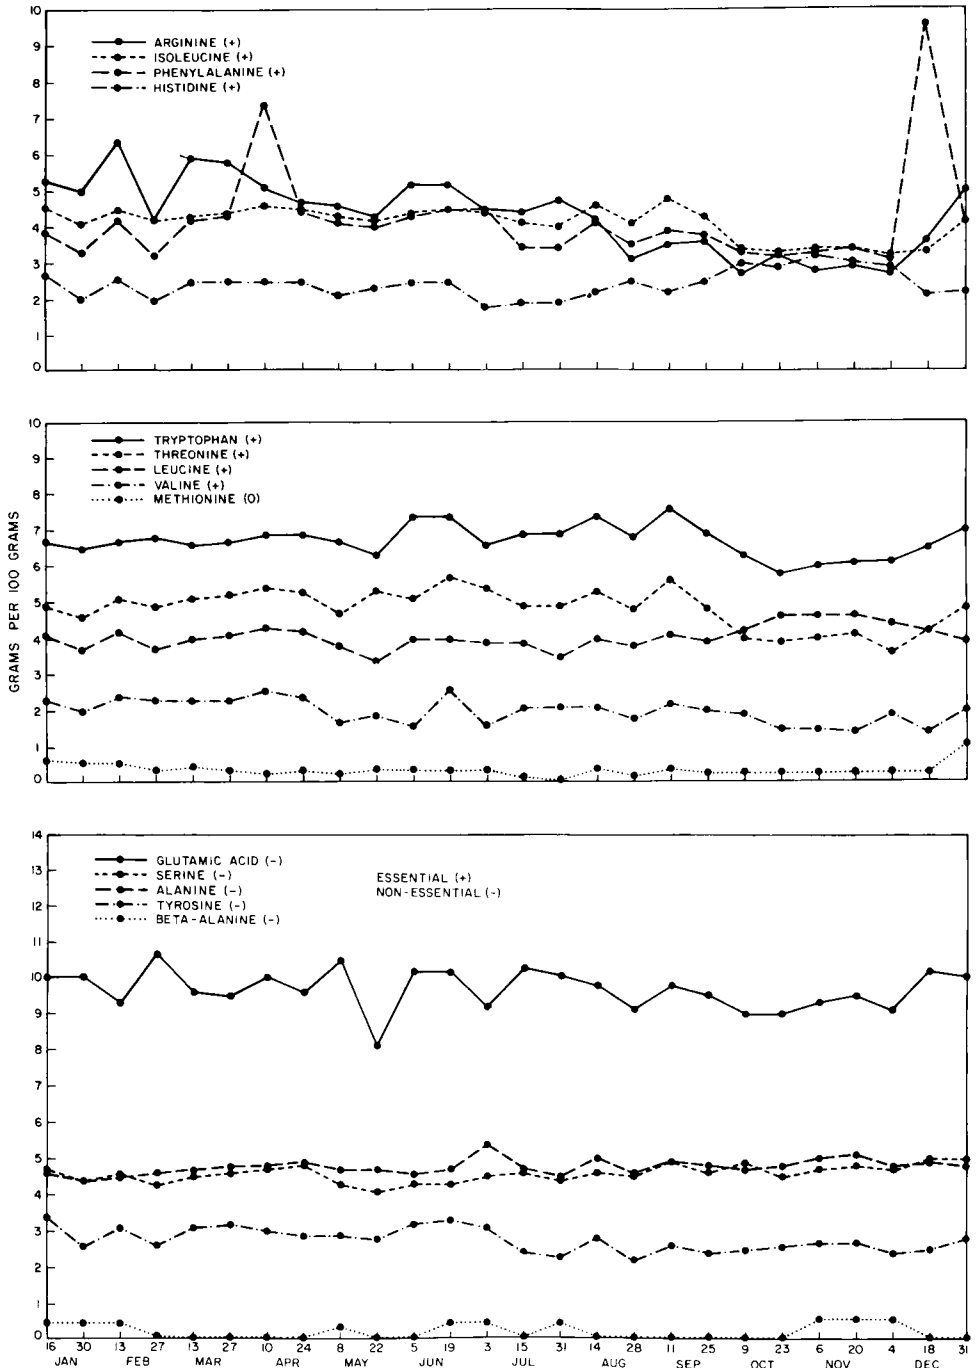 10
9
8
7
6
5
4
3
2
1
0
ARGININE (+)
ISOLEUCINE (+)
PHENYLALANINE (+)
HISTIDINE (+)
GRAMS PER 100 GRAMS
10
9
8
7
6
5
4
3
2
1
0
TRYPTOPHAN (+)
THREONINE (+)
LEUCINE (+)
VALINE (+)
METHIONINE (0)
14
13
12
11
10
9
8
7
6
5
4
3
2
1
0
GLUTAMIC ACID (-)
SERINE (-)
ALANINE (-)
TYROSINE (-)
BETA-ALANINE (-)
ESSENTIAL (+)
NON-ESSENTIAL (-)
16 30 13 27 13 27 10 24 8 22 5 19 3 15 31 14 28 11 25 9 23 6 20 4 18 31
JAN FEB MAR APR MAY JUN JUL AUG SEP OCT NOV DEC